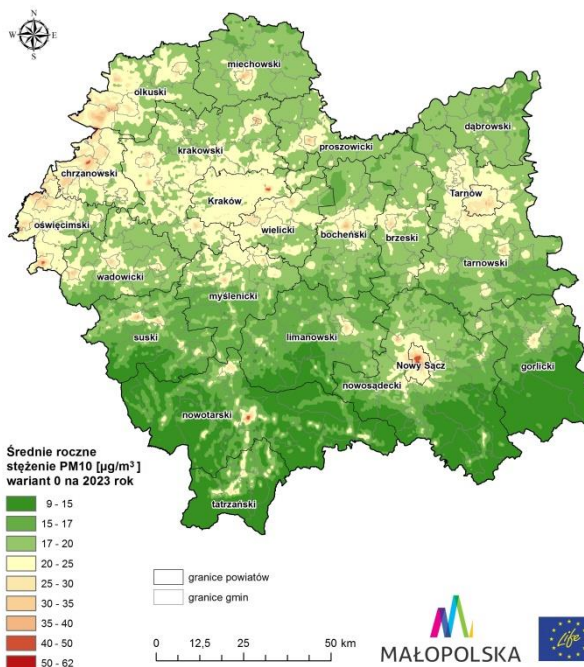 N
W E
S
miechowski
olkuski
dąbrowski
krakowski
proszowicki
chrzanowski
Tarnów
Kraków
oświęcimski
wielicki
bocheński
brzeski
tarnowski
wadowicki
myślenicki
suski
limanowski
Nowy Sącz
gorlicki
nowosądecki
nowotarski
tatrzański
Średnie roczne
stężenie PM10 [µg/m³]
wariant 0 na 2023 rok
9 - 15
15 - 17
17 - 20
20 - 25
25 - 30
30 - 35
35 - 40
40 - 50
50 - 62
granice powiatów
granice gmin
0 12,5 25 50 km
MAŁOPOLSKA
Life